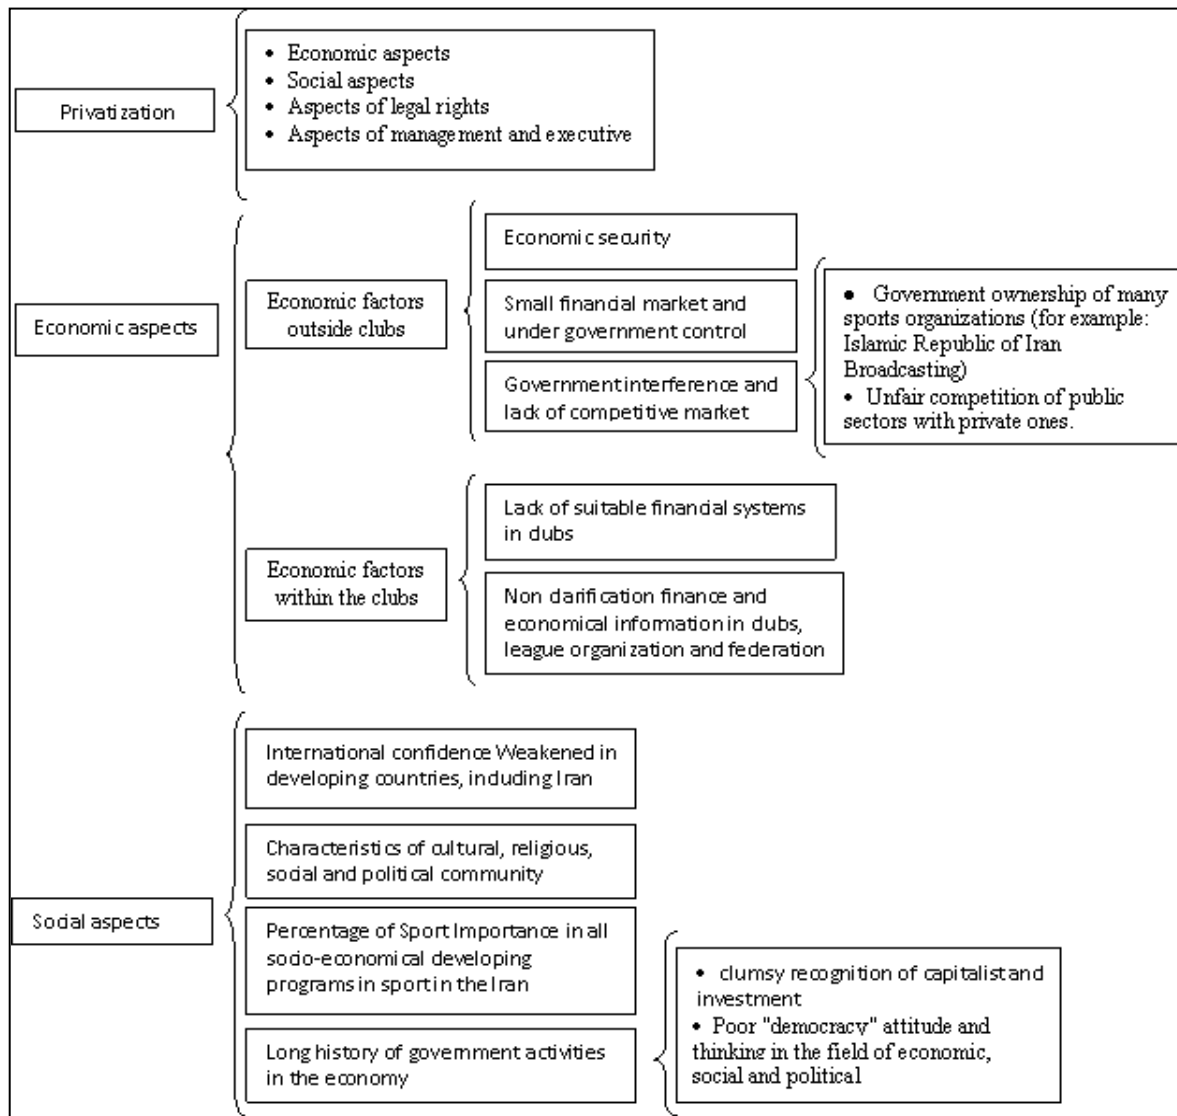 Privatization
• Economic aspects
• Social aspects
• Aspects of legal rights
• Aspects of management and executive
Economic aspects
Economic factors
outside clubs
Economic security
Small financial market and
under government control
Government interference and
lack of competitive market
• Government ownership of many
sports organizations (for example:
Islamic Republic of Iran
Broadcasting)
• Unfair competition of public
sectors with private ones.
Economic factors
within the clubs
Lack of suitable financial systems
in clubs
Non clarification finance and
economical information in clubs,
league organization and federation
Social aspects
International confidence Weakened in
developing countries, including Iran
Characteristics of cultural, religious,
social and political community
Percentage of Sport Importance in all
socio-economical developing
programs in sport in the Iran
Long history of government activities
in the economy
• clumsy recognition of capitalist and
investment
• Poor "democracy" attitude and
thinking in the field of economic,
social and political